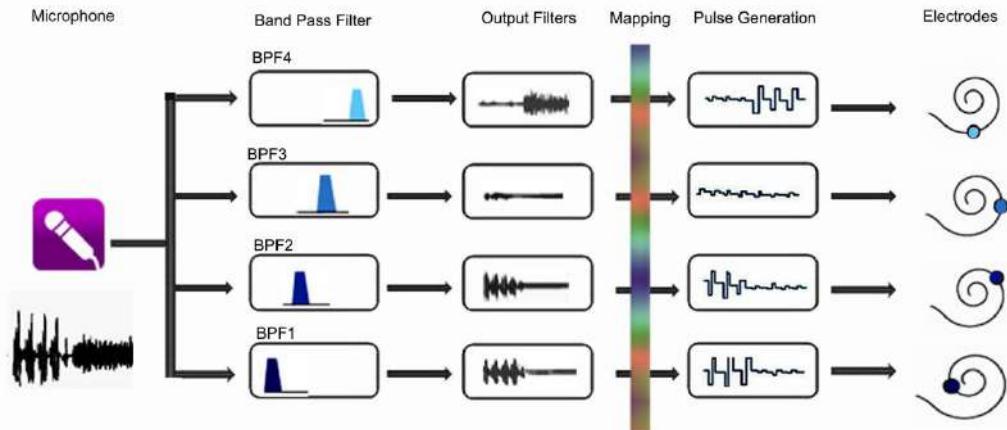 Microphone
Band Pass Filter
Output Filters
Mapping
Pulse Generation
Electrodes
BPF4
BPF3
BPF2
BPF1